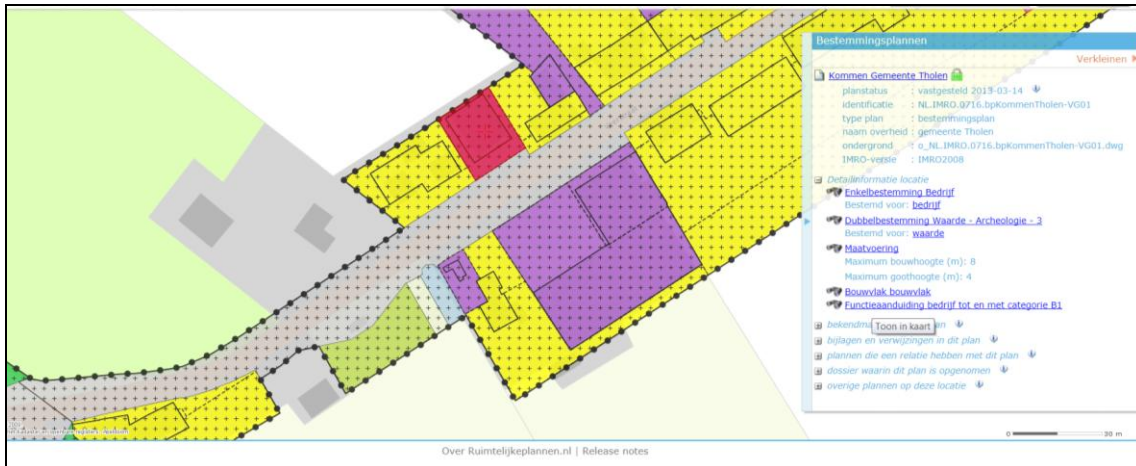 Bestemmingsplannen
Verkleinen
Kommen Gemeente Tholen
planstatus : vastgesteld 2013-03-14
identificatie : NL.IMRO.0716.bpKommenTholen-VG01
type plan : bestemmingsplan
naam overheid : gemeente Tholen
ondergrond : o_NL.IMRO.0716.bpKommenTholen-VG01.dwg
IMRO-versie : IMRO2008
Detailinformatie locatie
Enkelbestemming Bedrijf
Bestemd voor: bedrijf
Dubbelbestemming Waarde - Archeologie - 3
Bestemd voor: waarde
Maatvoering
Maximum bouwhoogte (m): 8
Maximum goothoogte (m): 4
Bouwvlak bouwvlak
Functieaanduiding bedrijf tot en met categorie B1
Toon in kaart
bijlagen en verwijzingen in dit plan
plannen die een relatie hebben met dit plan
dossier waarin dit plan is opgenomen
overige plannen op deze locatie
0 30 m
Over Ruimtelijkeplannen.nl | Release notes